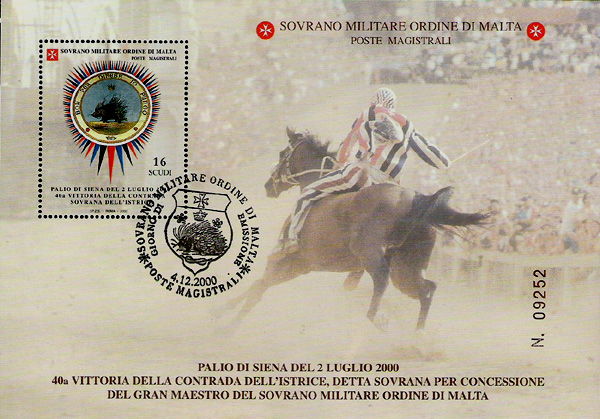 SOVRANO MILITARE ORDINE DI MALTA
POSTE MAGISTRALI
SOVRANO MILITARE ORDINE DI MALTA
POSTE MAGISTRALI
16
SCUDI
PALIO DI SIENA DEL 2 LUGLIO
40a VITTORIA DELLA CONTRA
SOVRANA DELL'ISTRICE
SOVRANO MILITARE ORDINE DI MALTA
GIORNO DI EMISSIONE
4.12.2000
POSTE MAGISTRALI
N. 09252
PALIO DI SIENA DEL 2 LUGLIO 2000
40a VITTORIA DELLA CONTRADA DELL'ISTRICE, DETTA SOVRANA PER CONCESSIONE
DEL GRAN MAESTRO DEL SOVRANO MILITARE ORDINE DI MALTA